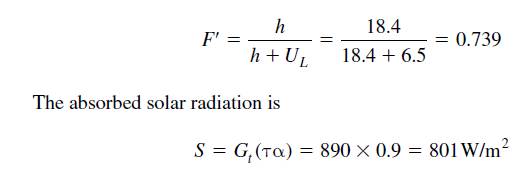 F′ = h / (h + U_L) = 18.4 / (18.4 + 6.5) = 0.739
The absorbed solar radiation is
S = G_t(τα) = 890 × 0.9 = 801 W/m²